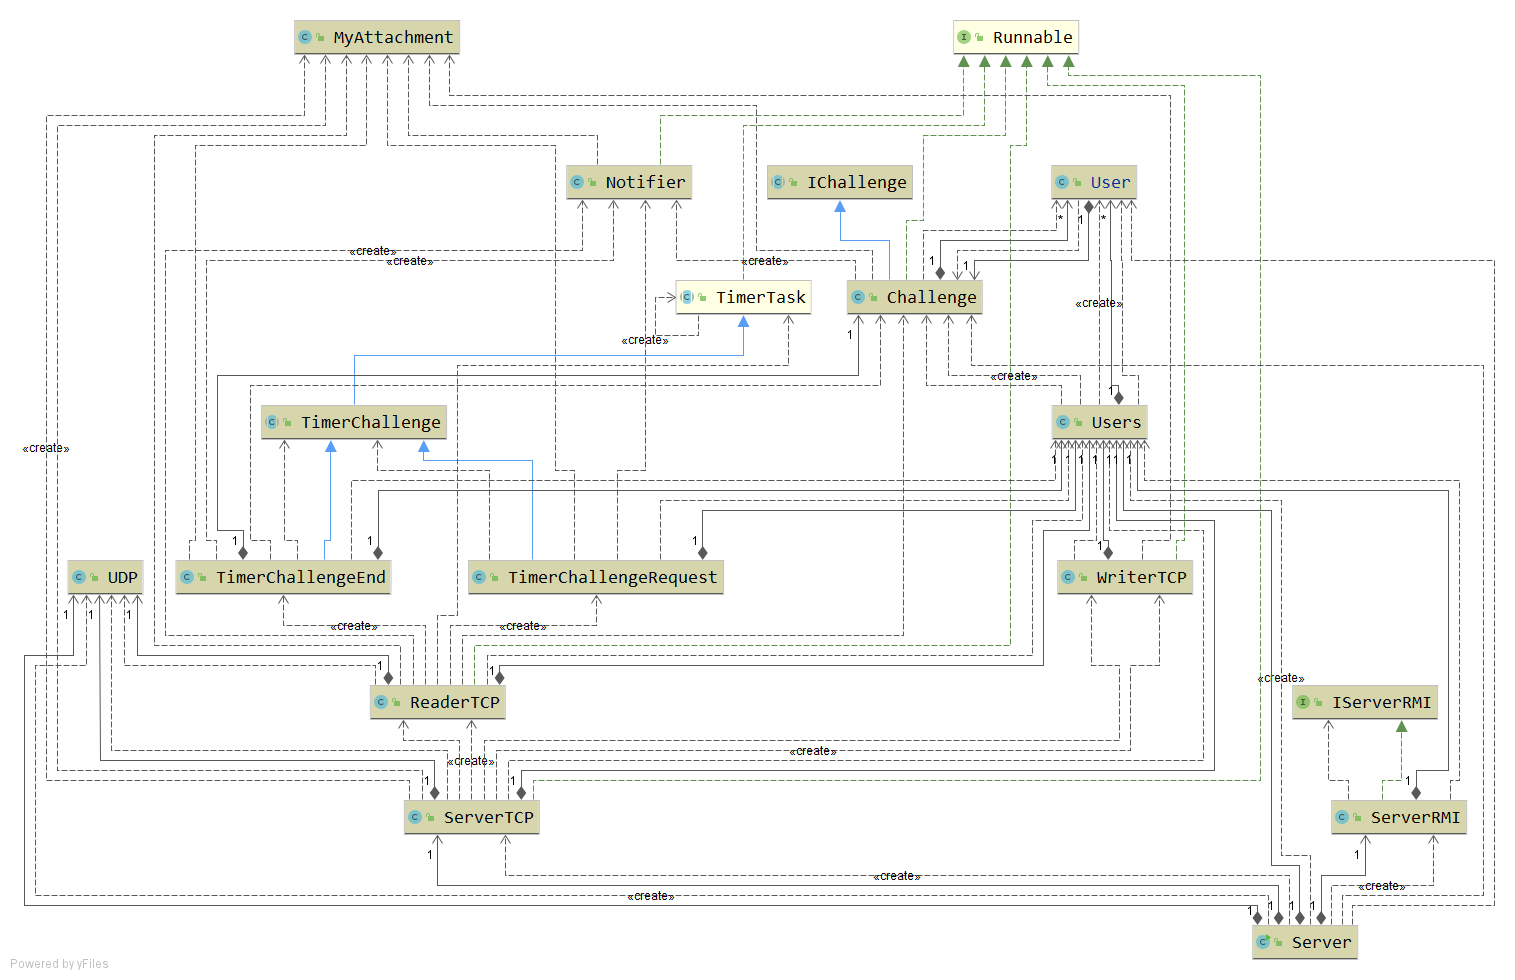 MyAttachment
Runnable
Notifier
IChallenge
User
* 1 *
«create»
«create»
«create»
1 1
TimerTask
Challenge
«create»
«create»
1
«create»
1
TimerChallenge
Users
«create»
1 1 1 1 1 1 1
1 1 1 1
UDP
TimerChallengeEnd
TimerChallengeRequest
WriterTCP
1 1 1
«create»
«create»
1 1
«create»
ReaderTCP
IServerRMI
«create»
«create»
1 1 1
ServerTCP
ServerRMI
1 1
«create»
«create»
«create»
1 1 1 1
Server
Powered by yFiles